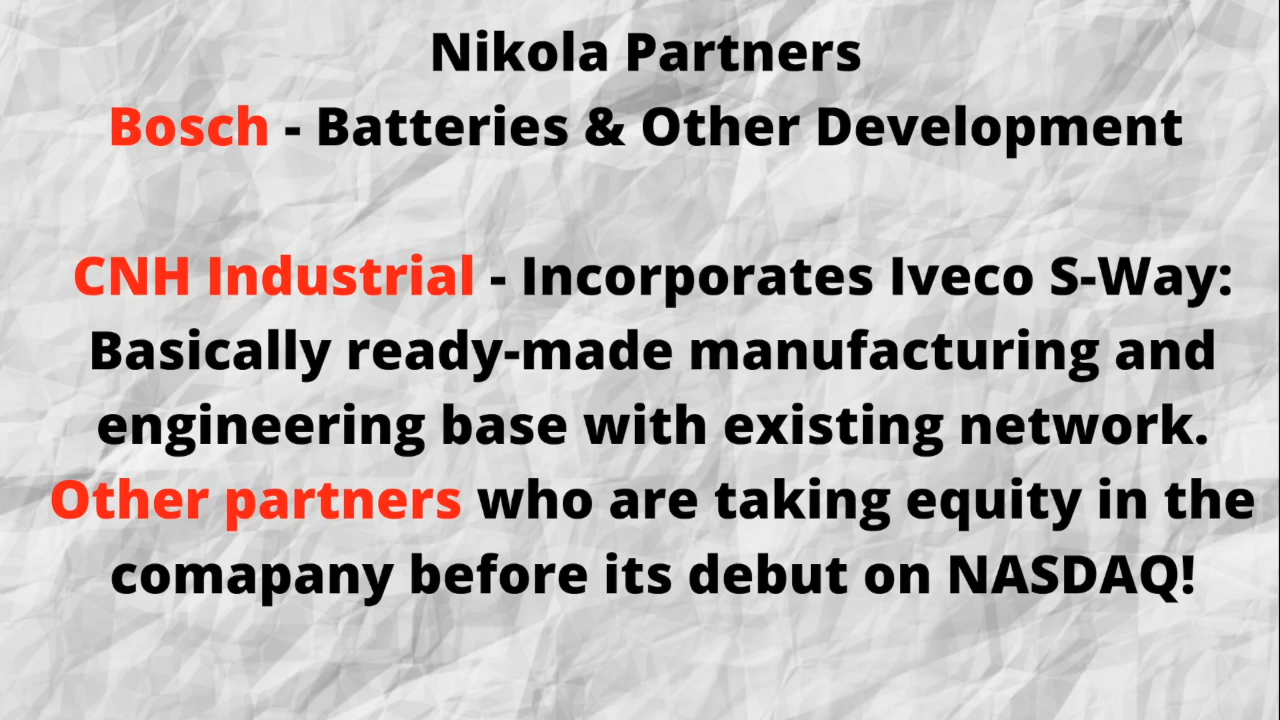 Nikola Partners
Bosch - Batteries & Other Development
CNH Industrial - Incorporates Iveco S-Way:
Basically ready-made manufacturing and
engineering base with existing network.
Other partners who are taking equity in the
comapany before its debut on NASDAQ!